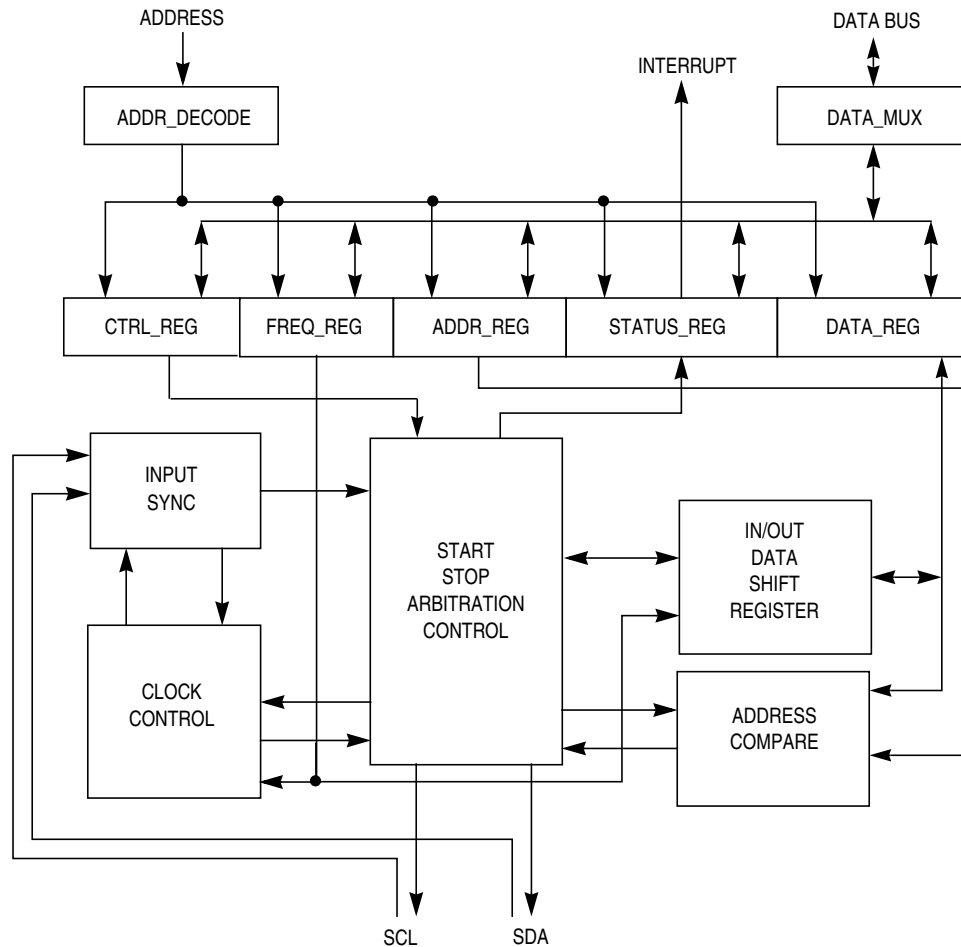 ADDRESS
DATA BUS
INTERRUPT
ADDR_DECODE
DATA_MUX
CTRL_REG
FREQ_REG
ADDR_REG
STATUS_REG
DATA_REG
INPUT
SYNC
START
STOP
ARBITRATION
CONTROL
IN/OUT
DATA
SHIFT
REGISTER
CLOCK
CONTROL
ADDRESS
COMPARE
SCL
SDA